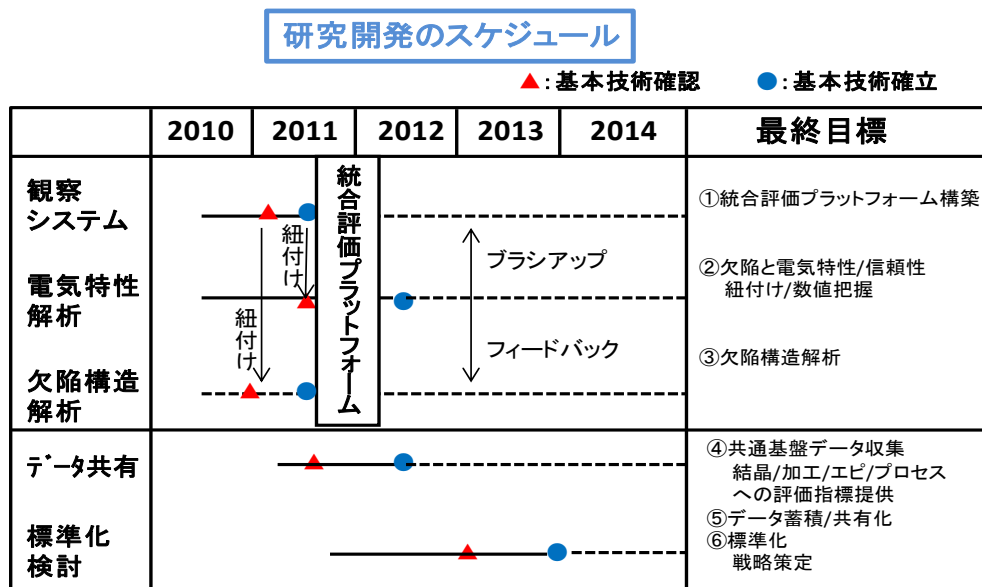 研究開発のスケジュール
▲:基本技術確認 ●:基本技術確立
2010 2011 2012 2013 2014 最終目標
観察
システム
電気特性
解析
欠陥構造
解析
データ共有
標準化
検討
紐付け
紐付け
統合評価プラットフォーム
ブラシアップ
フィードバック
①統合評価プラットフォーム構築
②欠陥と電気特性/信頼性
紐付け/数値把握
③欠陥構造解析
④共通基盤データ収集
結晶/加工/エピ/プロセス
への評価指標提供
⑤データ蓄積/共有化
⑥標準化
戦略策定